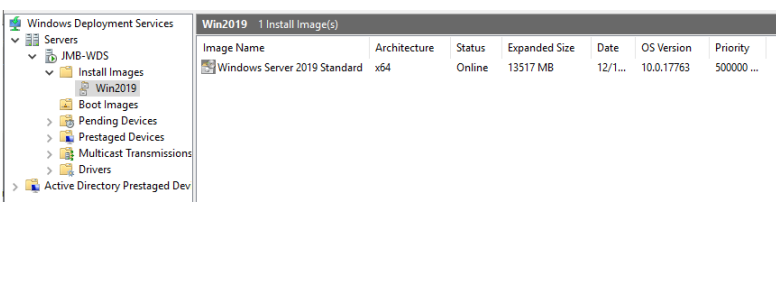 Windows Deployment Services
Servers
JMB-WDS
Install Images
Win2019
Boot Images
Pending Devices
Prestaged Devices
Multicast Transmissions
Drivers
Active Directory Prestaged Dev
Win2019 1 Install Image(s)
Image Name Architecture Status Expanded Size Date OS Version Priority
Windows Server 2019 Standard x64 Online 13517 MB 12/1... 10.0.17763 500000 ...